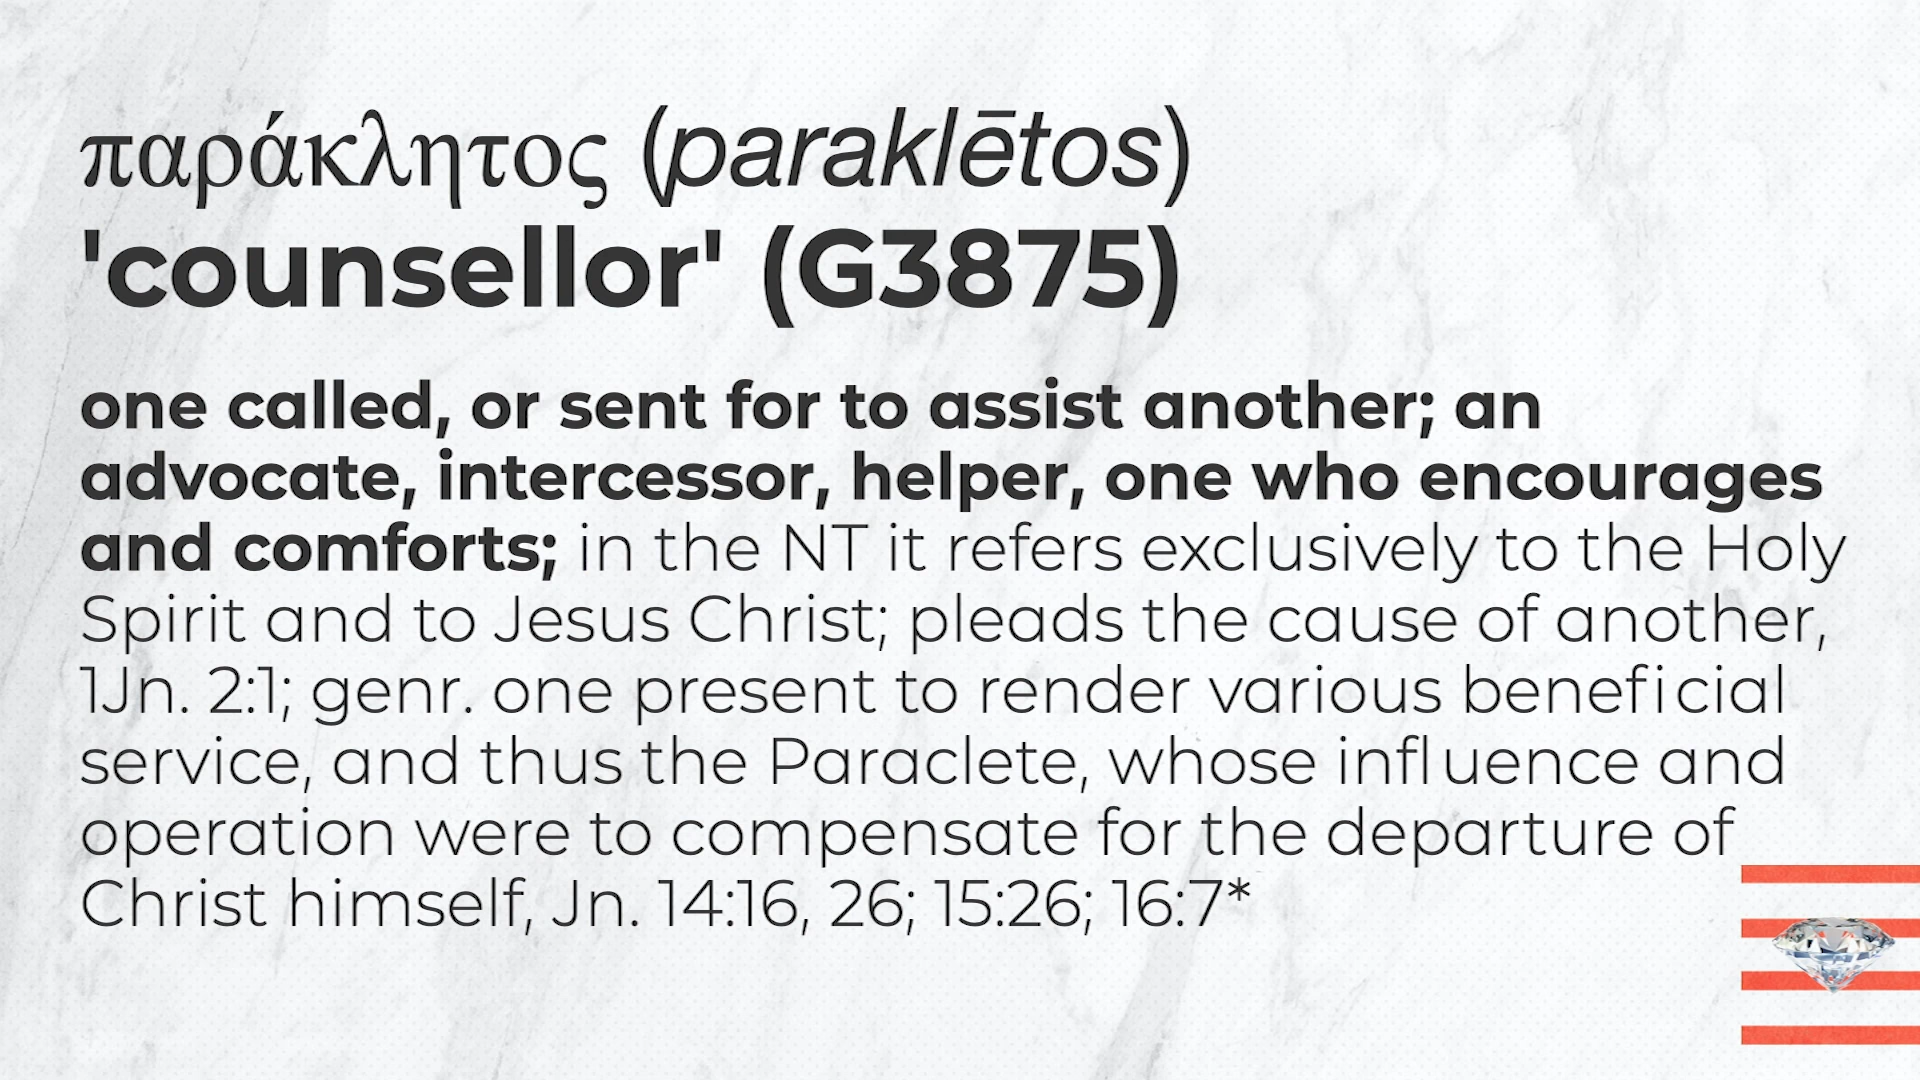 παράκλητος (paraklētos)
'counsellor' (G3875)
one called, or sent for to assist another; an
advocate, intercessor, helper, one who encourages
and comforts; in the NT it refers exclusively to the Holy
Spirit and to Jesus Christ; pleads the cause of another,
1Jn. 2:1; genr. one present to render various beneficial
service, and thus the Paraclete, whose influence and
operation were to compensate for the departure of
Christ himself, Jn. 14:16, 26; 15:26; 16:7*